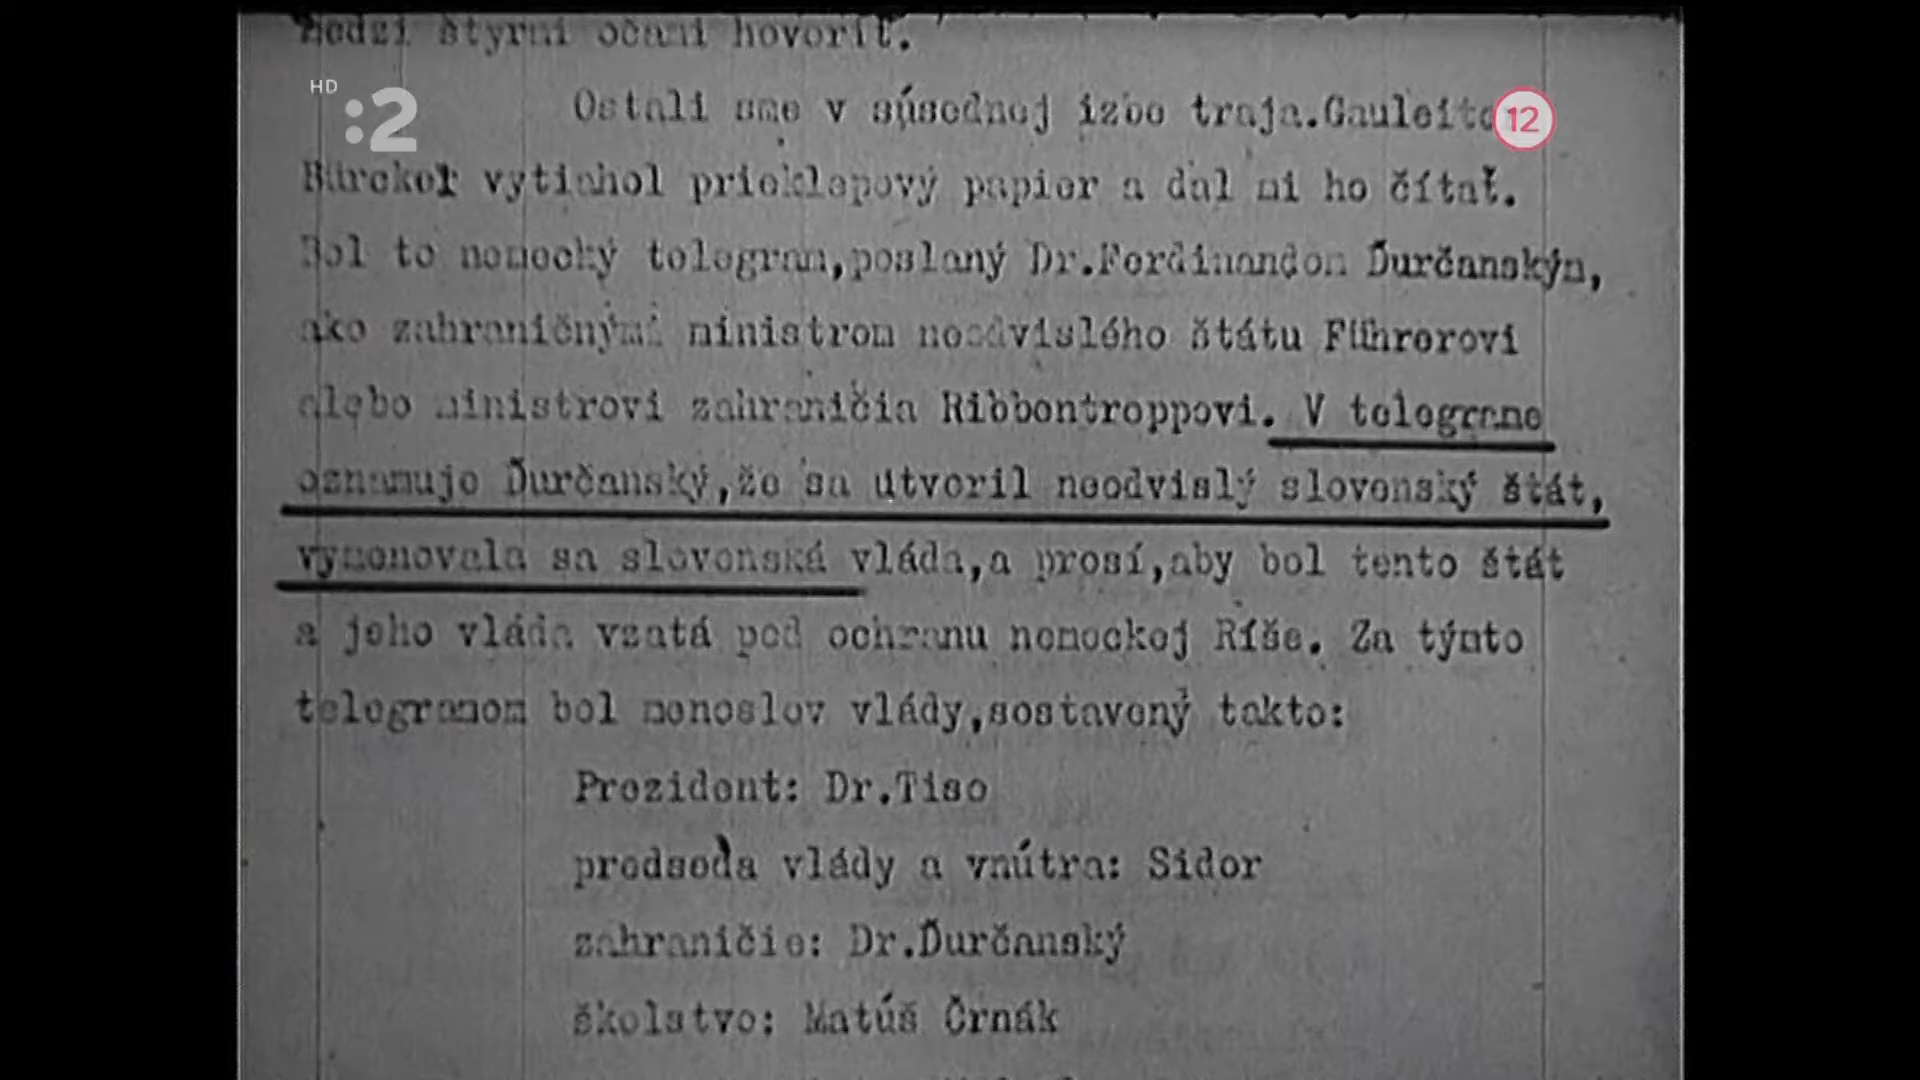 medzi štyrmi očami hovoriť.
HD
:2
12
Ostali sme v súsednej izbe traja.Gauleite
Bürckel vytiahol prieklepový papier a dal mi ho čítať.
Bol to nemecký telegram,poslaný Dr.Ferdinandom Ďurčanským,
ako zahraničným ministrom neodvislého štátu Führerovi
alebo ministrovi zahraničia Ribbontroppovi. V telegrame
oznamuje Ďurčanský,že sa utvoril neodvislý slovenský štát,
vymenovala sa slovenská vláda,a prosí,aby bol tento štát
a jeho vláda vzatá pod ochranu nemeckej Ríše. Za týmto
telegramom bol menoslov vlády,sostavený takto:
Prezident: Dr.Tiso
predseda vlády a vnútra: Sidor
zahraničie: Dr.Ďurčanský
školstvo: Matúš Črnák